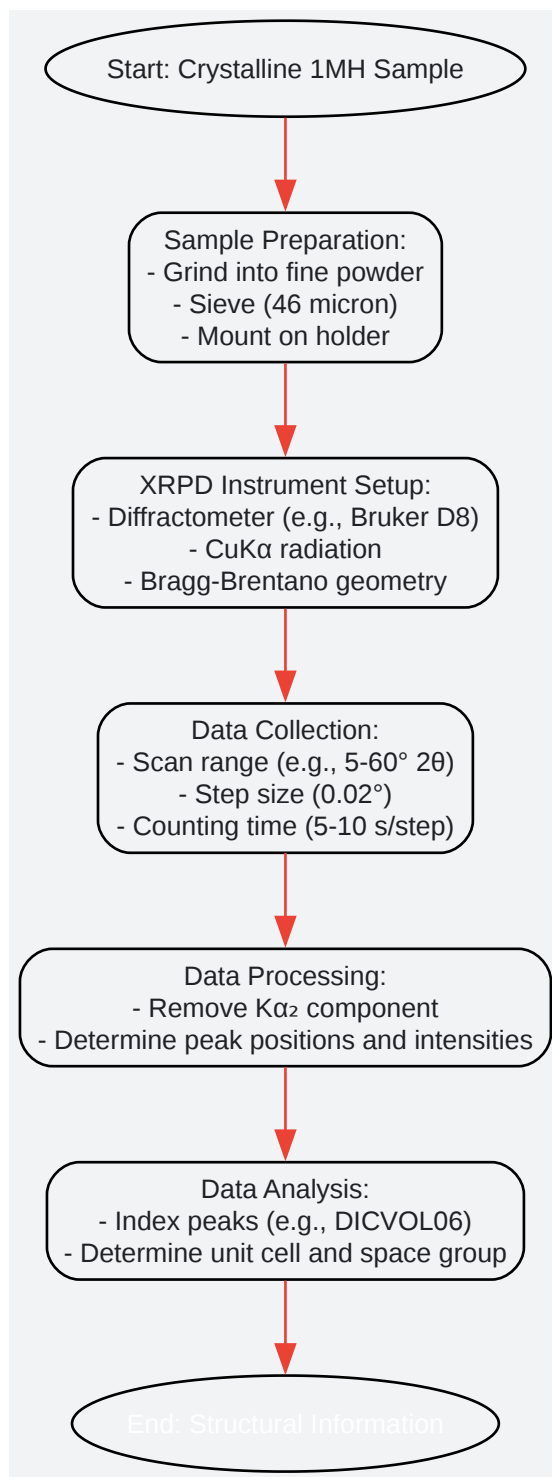 Start: Crystalline 1MH Sample
Sample Preparation:
- Grind into fine powder
- Sieve (46 micron)
- Mount on holder
XRPD Instrument Setup:
- Diffractometer (e.g., Bruker D8)
- CuKα radiation
- Bragg-Brentano geometry
Data Collection:
- Scan range (e.g., 5-60° 2θ)
- Step size (0.02°)
- Counting time (5-10 s/step)
Data Processing:
- Remove Kα₂ component
- Determine peak positions and intensities
Data Analysis:
- Index peaks (e.g., DICVOL06)
- Determine unit cell and space group
End: Structural Information